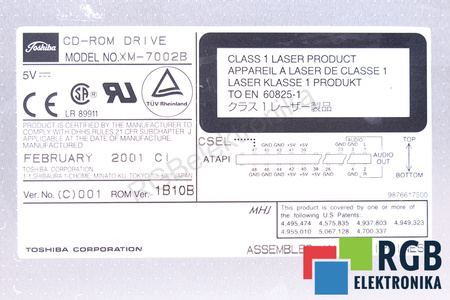 Toshiba
CD-ROM DRIVE
MODEL NO.XM-7002B
5V
CE
SA
LR 89911
TÜV Rheinland
PRODUCT IS CERTIFIED BY THE MANUFACTURER TO
COMPLY WITH DHHS RULES 21 CFR SUBCHAPTER J
APPLICABLE AT THE DATE OF
MANUFACTURE.
FEBRUARY 2001 CI
TOSHIBA CORPORATION
Ver. No. (C)001 ROM Ver. 1B10B
TOSHIBA CORPORATION
CLASS 1 LASER PRODUCT
APPAREIL A LASER DE CLASSE 1
LASER KLASSE 1 PRODUKT
TO EN 60825-1
クラス1レーザ製品
CSEL
ATAPI
AUDIO
OUT
TOP
BOTTOM
9876617500
MHJ
This product is covered by one or more of
the following U.S. Patents:
4.495,474 4,575,835 4,937,803 4,949,323
4,955,010 5,067,128 4,700,337
RGB
ELEKTRONIKA